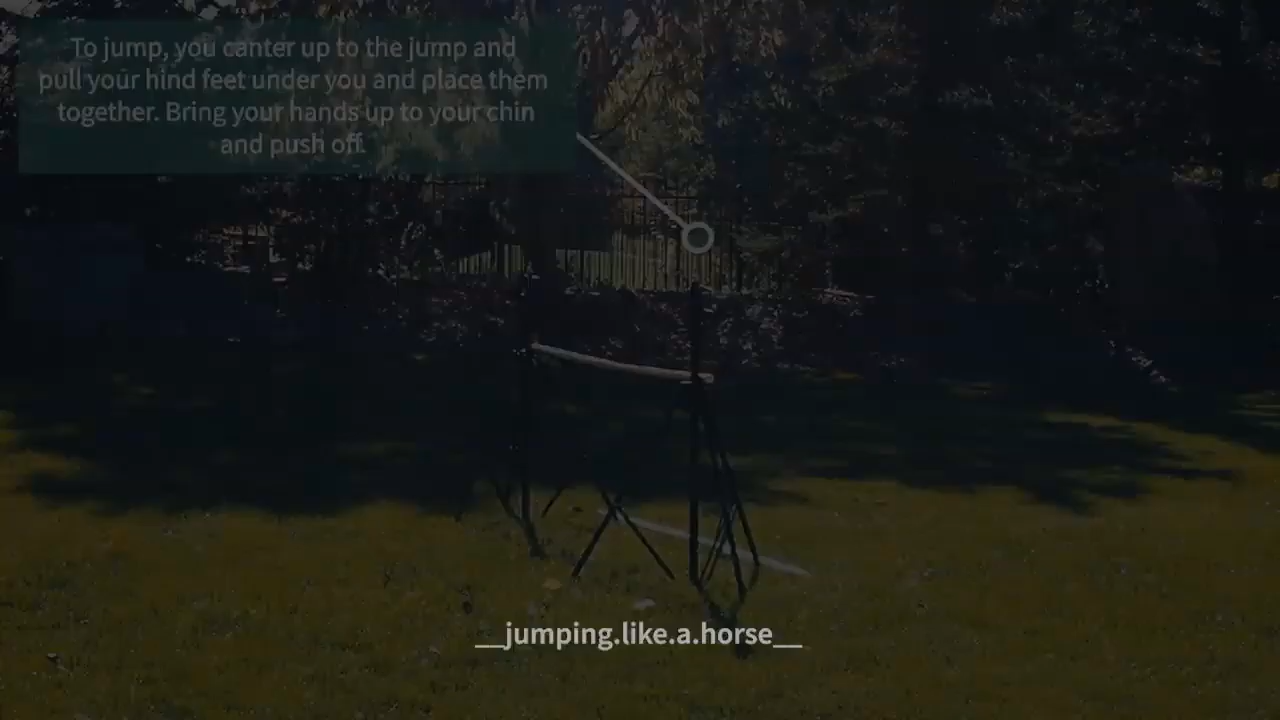 To jump, you canter up to the jump and
pull your hind feet under you and place them
together. Bring your hands up to your chin
and push off.
__jumping.like.a.horse__